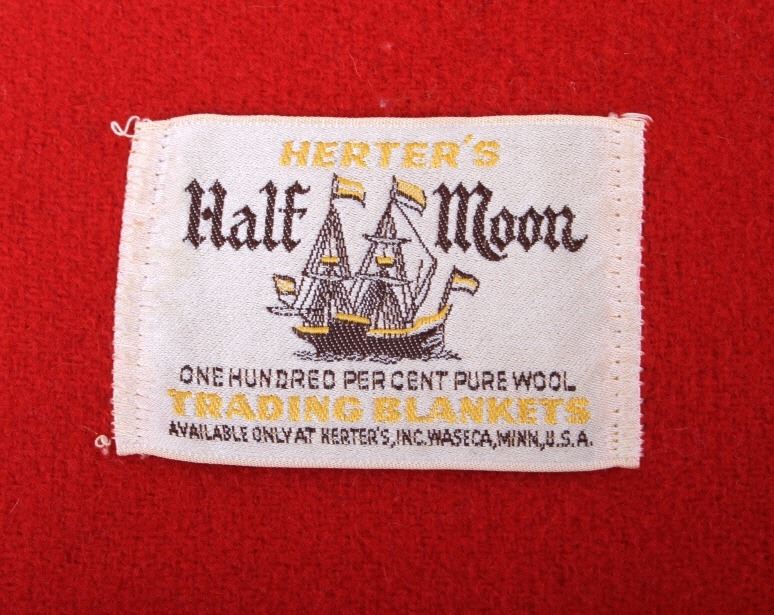 HERTER'S
Half Moon
ONE HUNDRED PER CENT PURE WOOL
TRADING BLANKETS
AVAILABLE ONLY AT HERTER'S, INC. WASECA, MINN, U.S.A.